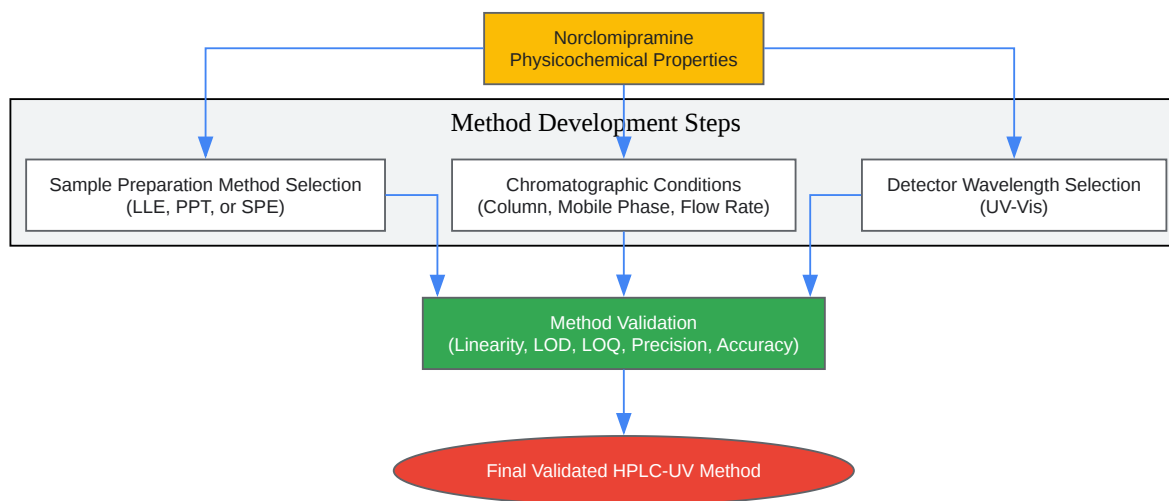 Norclomipramine
Physicochemical Properties
Method Development Steps
Sample Preparation Method Selection
(LLE, PPT, or SPE)
Chromatographic Conditions
(Column, Mobile Phase, Flow Rate)
Detector Wavelength Selection
(UV-Vis)
Method Validation
(Linearity, LOD, LOQ, Precision, Accuracy)
Final Validated HPLC-UV Method